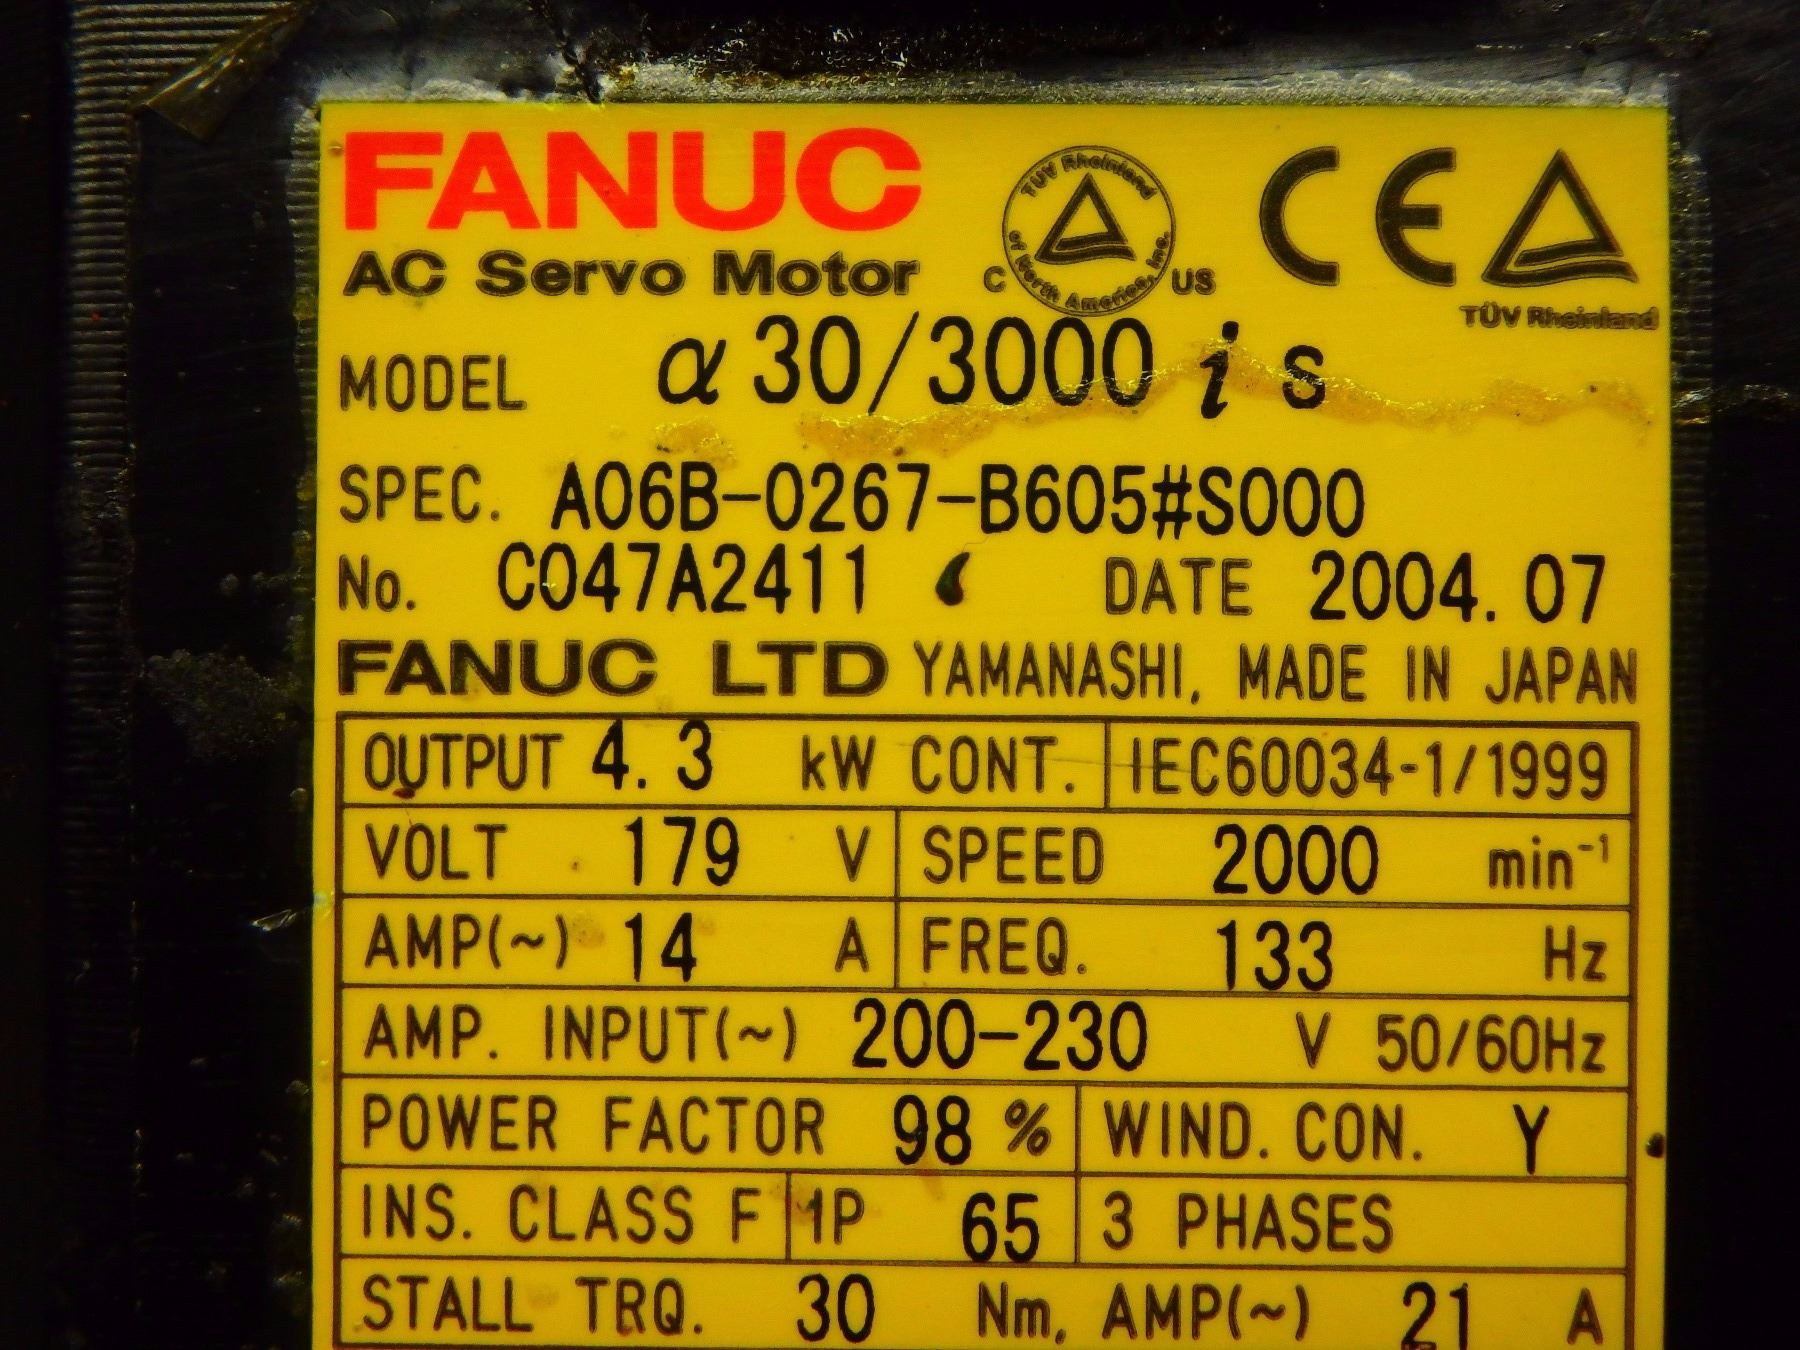 FANUC
AC Servo Motor
TÜV Rheinland
of North America, Inc.
C US
CE
TÜV Rheinland
MODEL α30/3000 i s
SPEC. A06B-0267-B605#S000
No. C047A2411 DATE 2004.07
FANUC LTD YAMANASHI, MADE IN JAPAN
OUTPUT 4.3 kW CONT. IEC60034-1/1999
VOLT 179 V SPEED 2000 min⁻¹
AMP(~) 14 A FREQ. 133 Hz
AMP. INPUT(~) 200-230 V 50/60Hz
POWER FACTOR 98 % WIND. CON. Y
INS. CLASS F IP 65 3 PHASES
STALL TRQ. 30 Nm, AMP(~) 21 A